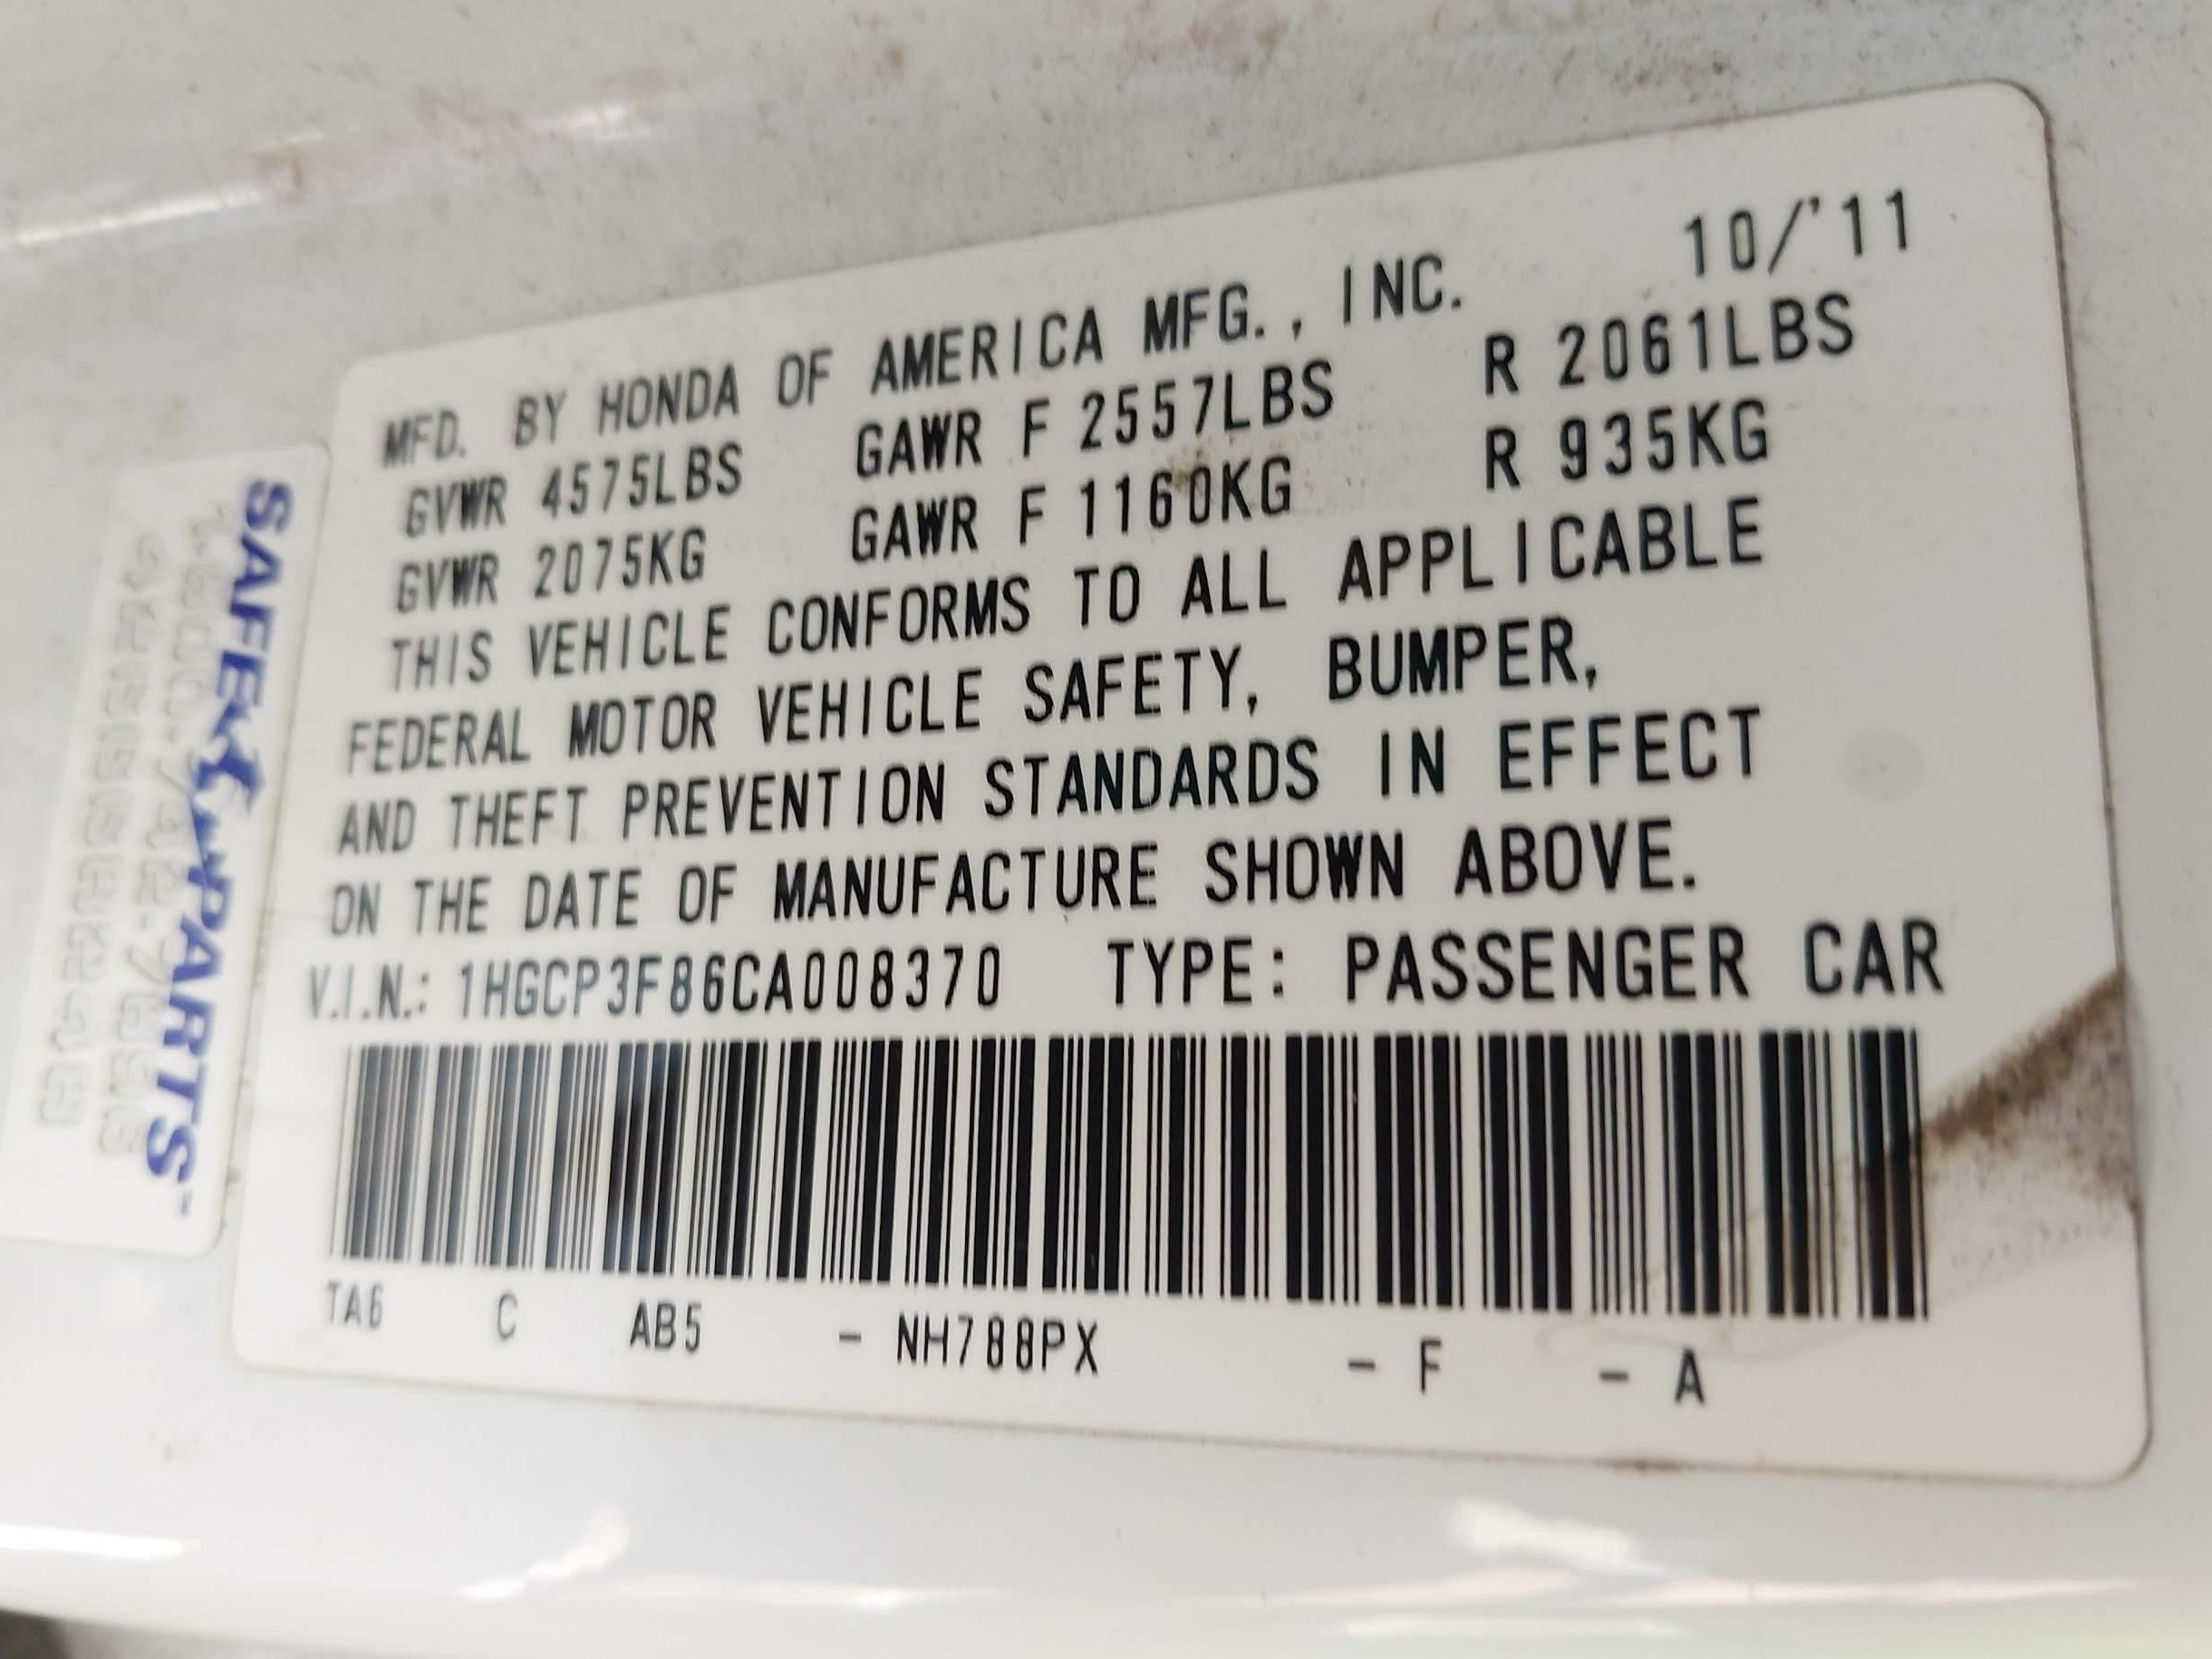 MFD. BY HONDA OF AMERICA MFG., INC. 10/'11
GVWR 4575LBS GAWR F 2557LBS R 2061LBS
GVWR 2075KG GAWR F 1160KG R 935KG
THIS VEHICLE CONFORMS TO ALL APPLICABLE
FEDERAL MOTOR VEHICLE SAFETY, BUMPER,
AND THEFT PREVENTION STANDARDS IN EFFECT
ON THE DATE OF MANUFACTURE SHOWN ABOVE.
V.I.N.: 1HGCP3F86CA008370 TYPE: PASSENGER CAR
TA6 C AB5 - NH788PX - F - A
SAFE PARTS™